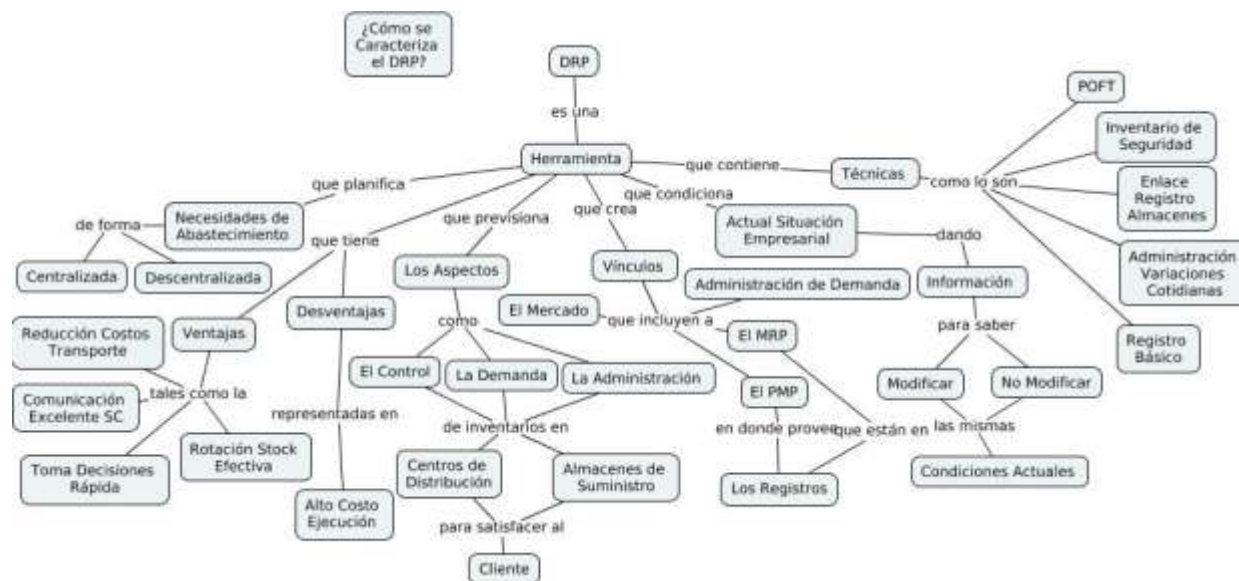 ¿Cómo se
Caracteriza
el DRP?
DRP
es una
Herramienta
que planifica
Necesidades de
Abastecimiento
de forma
Centralizada
Descentralizada
que tiene
Ventajas
tales como la
Reducción Costos
Transporte
Comunicación
Excelente SC
Toma Decisiones
Rápida
Rotación Stock
Efectiva
Desventajas
representadas en
Alto Costo
Ejecución
que previsiona
Los Aspectos
como
El Control
La Demanda
La Administración
de inventarios en
Centros de
Distribución
Almacenes de
Suministro
para satisfacer al
Cliente
que crea
Vínculos
que incluyen a
El Mercado
Administración de Demanda
El MRP
El PMP
en donde provee
que están en
Los Registros
que condiciona
Actual Situación
Empresarial
dando
Información
para saber
Modificar
No Modificar
las mismas
Condiciones Actuales
que contiene
Técnicas
como lo son
POFT
Inventario de
Seguridad
Enlace
Registro
Almacenes
Administración
Variaciones
Cotidianas
Registro
Básico